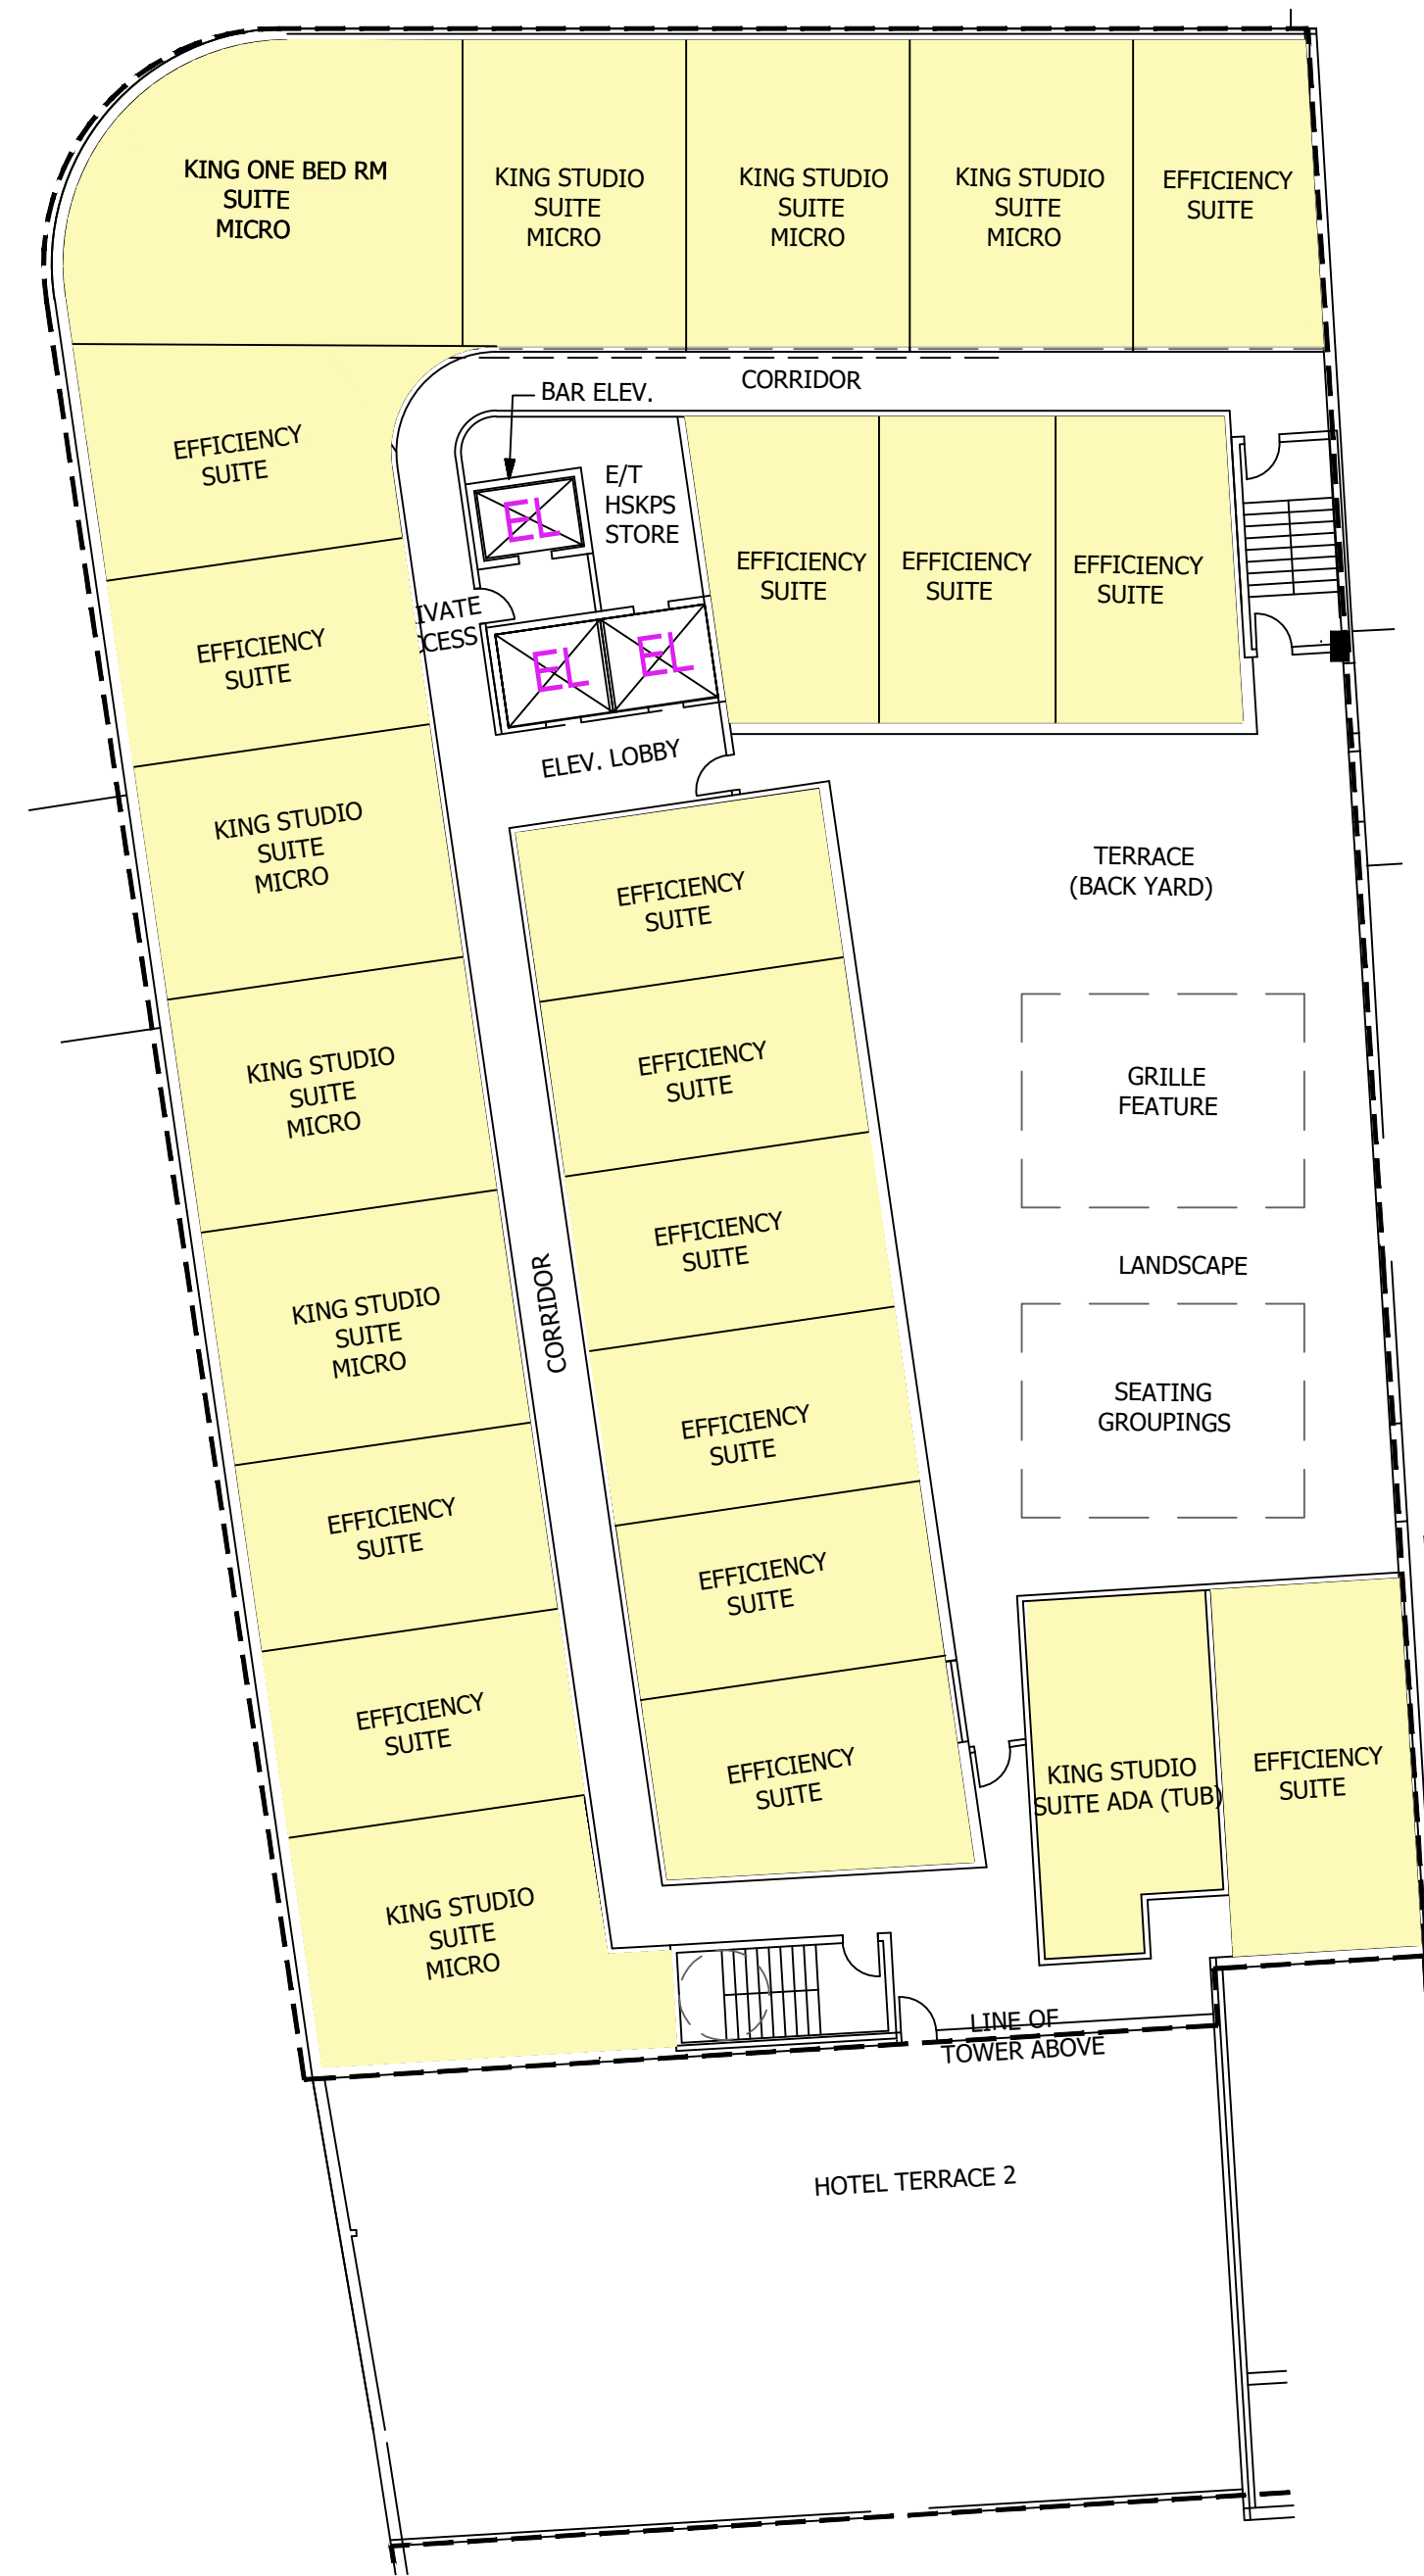 KING ONE BED RM
SUITE
MICRO
KING STUDIO
SUITE
MICRO
KING STUDIO
SUITE
MICRO
KING STUDIO
SUITE
MICRO
EFFICIENCY
SUITE
CORRIDOR
BAR ELEV.
EFFICIENCY
SUITE
E/T
HSKPS
STORE
EL
EFFICIENCY
SUITE
EFFICIENCY
SUITE
EFFICIENCY
SUITE
IVATE
CESS
EFFICIENCY
SUITE
EL
EL
ELEV. LOBBY
KING STUDIO
SUITE
MICRO
TERRACE
(BACK YARD)
EFFICIENCY
SUITE
KING STUDIO
SUITE
MICRO
EFFICIENCY
SUITE
GRILLE
FEATURE
EFFICIENCY
SUITE
LANDSCAPE
KING STUDIO
SUITE
MICRO
CORRIDOR
EFFICIENCY
SUITE
SEATING
GROUPINGS
EFFICIENCY
SUITE
EFFICIENCY
SUITE
EFFICIENCY
SUITE
EFFICIENCY
SUITE
KING STUDIO
SUITE ADA (TUB)
EFFICIENCY
SUITE
KING STUDIO
SUITE
MICRO
LINE OF
TOWER ABOVE
HOTEL TERRACE 2